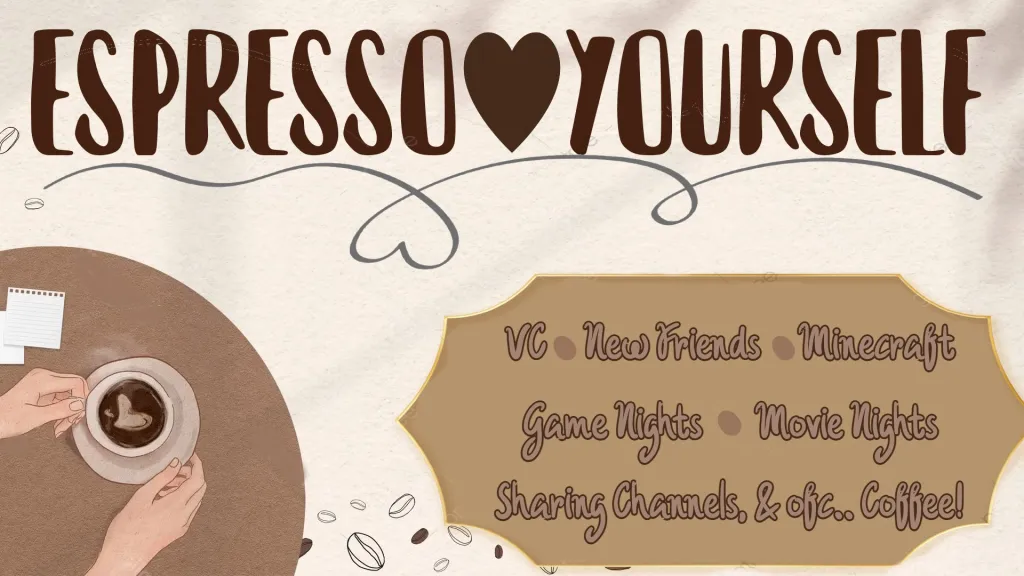 ESPRESSO YOURSELF
VC New Friends Minecraft
Game Nights Movie Nights
Sharing Channels, & ofc.. Coffee!